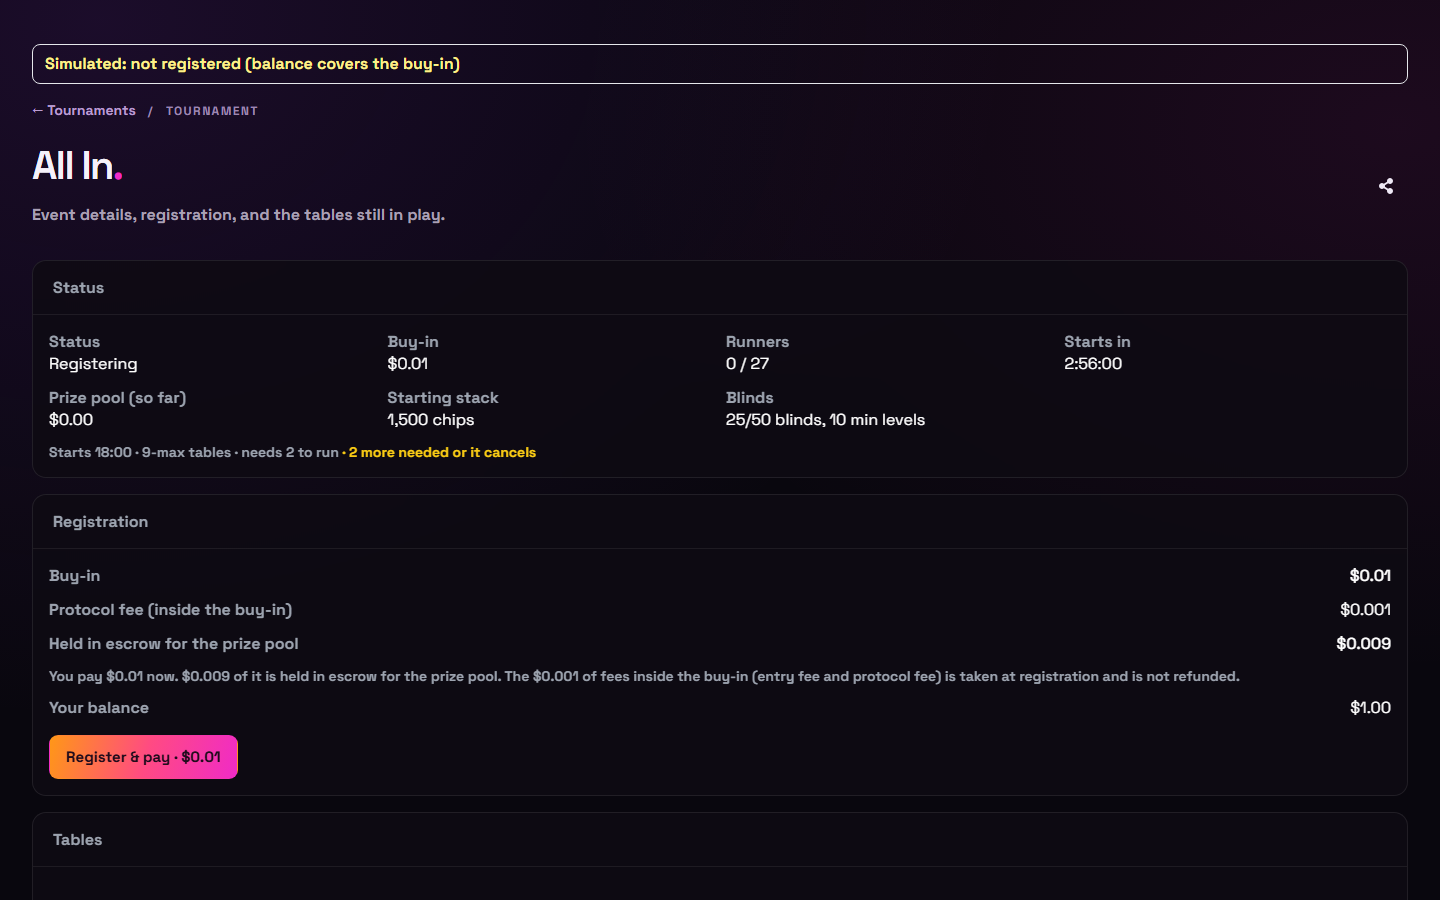 Simulated: not registered (balance covers the buy-in)
← Tournaments / TOURNAMENT
All In.
Event details, registration, and the tables still in play.
Status
Status Buy-in Runners Starts in
Registering $0.01 0 / 27 2:56:00
Prize pool (so far) Starting stack Blinds
$0.00 1,500 chips 25/50 blinds, 10 min levels
Starts 18:00 · 9-max tables · needs 2 to run · 2 more needed or it cancels
Registration
Buy-in $0.01
Protocol fee (inside the buy-in) $0.001
Held in escrow for the prize pool $0.009
You pay $0.01 now. $0.009 of it is held in escrow for the prize pool. The $0.001 of fees inside the buy-in (entry fee and protocol fee) is taken at registration and is not refunded.
Your balance $1.00
Register & pay · $0.01
Tables